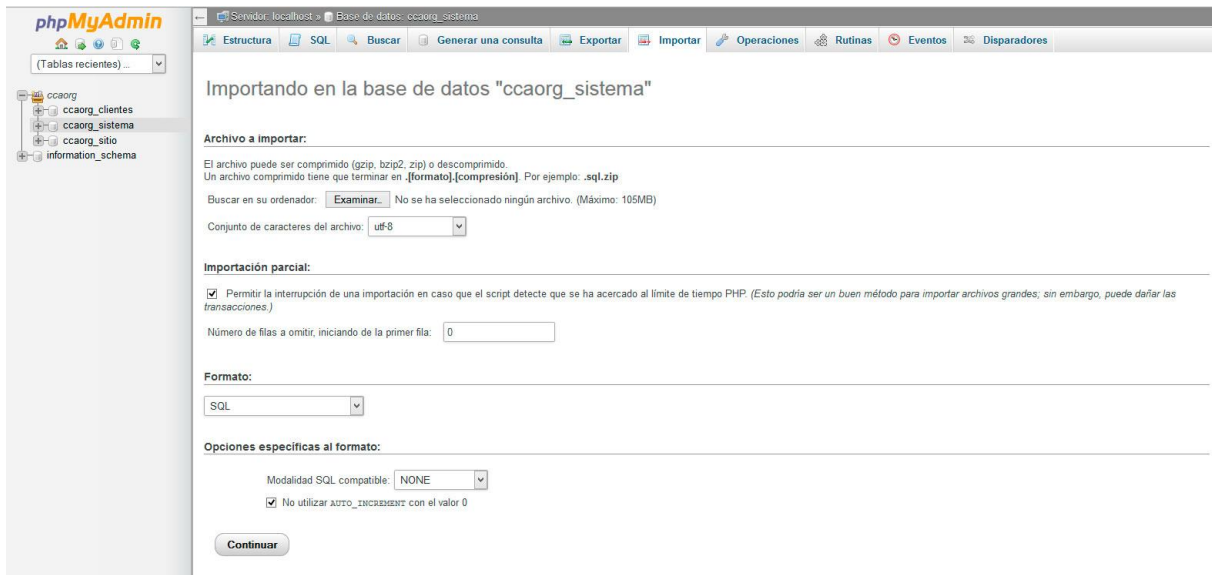 phpMyAdmin
(Tablas recientes) ...
ccaorg
ccaorg_clientes
ccaorg_sistema
ccaorg_sitio
information_schema
Servidor: localhost » Base de datos: ccaorg_sistema
Estructura SQL Buscar Generar una consulta Exportar Importar Operaciones Rutinas Eventos Disparadores
Importando en la base de datos "ccaorg_sistema"
Archivo a importar:
El archivo puede ser comprimido (gzip, bzip2, zip) o descomprimido.
Un archivo comprimido tiene que terminar en .[formato].[compresión]. Por ejemplo: .sql.zip
Buscar en su ordenador: Examinar... No se ha seleccionado ningún archivo. (Máximo: 105MB)
Conjunto de caracteres del archivo: utf-8
Importación parcial:
Permitir la interrupción de una importación en caso que el script detecte que se ha acercado al límite de tiempo PHP. (Esto podría ser un buen método para importar archivos grandes; sin embargo, puede dañar las
transacciones.)
Número de filas a omitir, iniciando de la primer fila: 0
Formato:
SQL
Opciones específicas al formato:
Modalidad SQL compatible: NONE
No utilizar AUTO_INCREMENT con el valor 0
Continuar